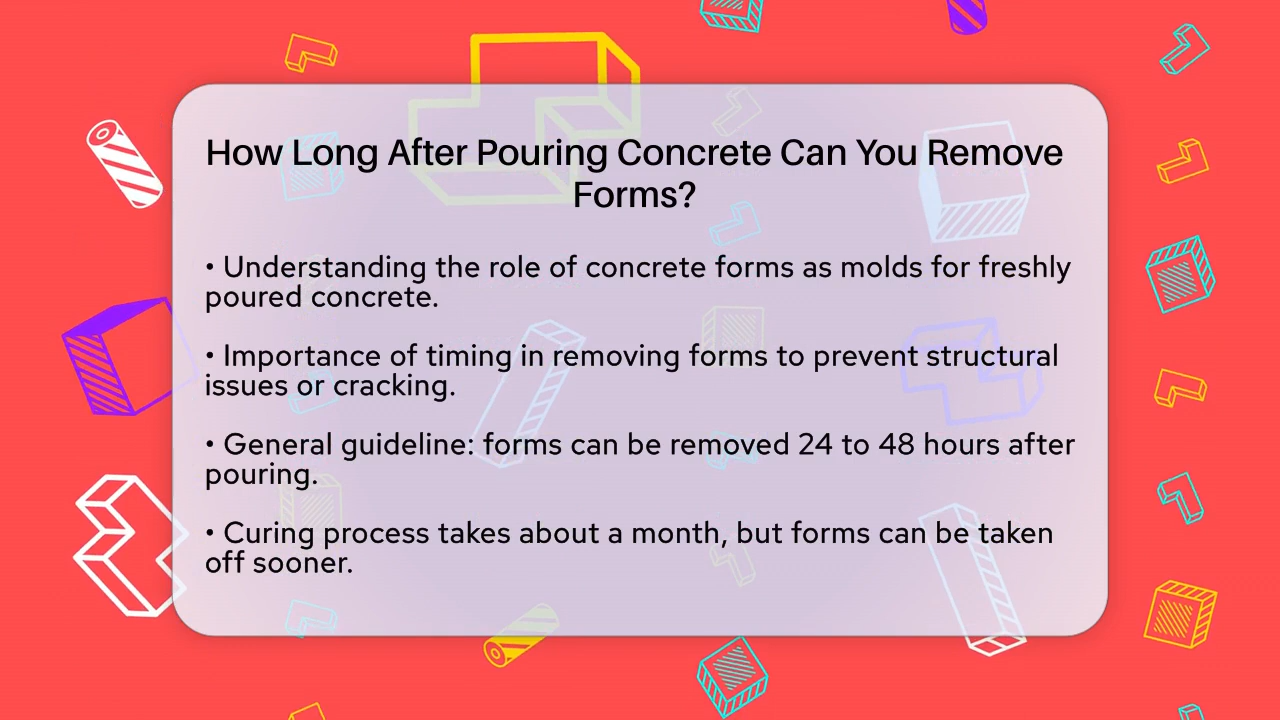 How Long After Pouring Concrete Can You Remove
Forms?
• Understanding the role of concrete forms as molds for freshly
poured concrete.
• Importance of timing in removing forms to prevent structural
issues or cracking.
• General guideline: forms can be removed 24 to 48 hours after
pouring.
• Curing process takes about a month, but forms can be taken
off sooner.